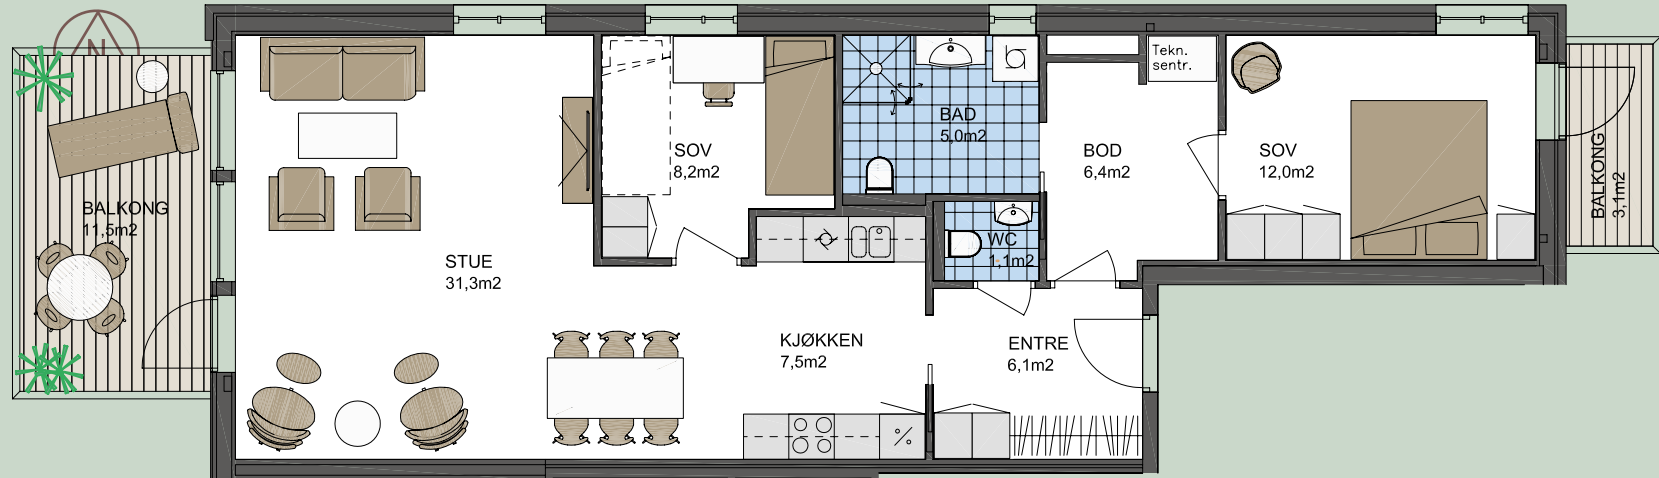 N
BALKONG
11,5m2
STUE
31,3m2
SOV
8,2m2
BAD
5,0m2
WC
1,1m2
BOD
6,4m2
Tekn.
sentr.
SOV
12,0m2
BALKONG
3,1m2
KJØKKEN
7,5m2
ENTRE
6,1m2